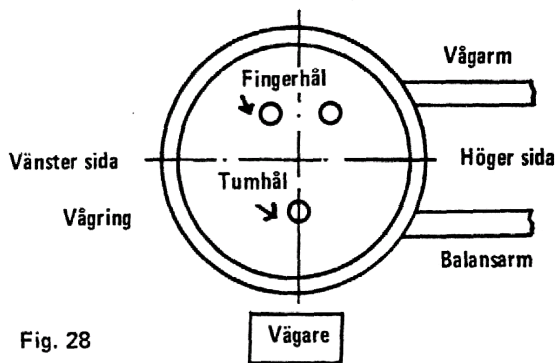 Vågarm
Fingerhål
Vänster sida
Höger sida
Tumhål
Vågring
Balansarm
Vägare
Fig. 28